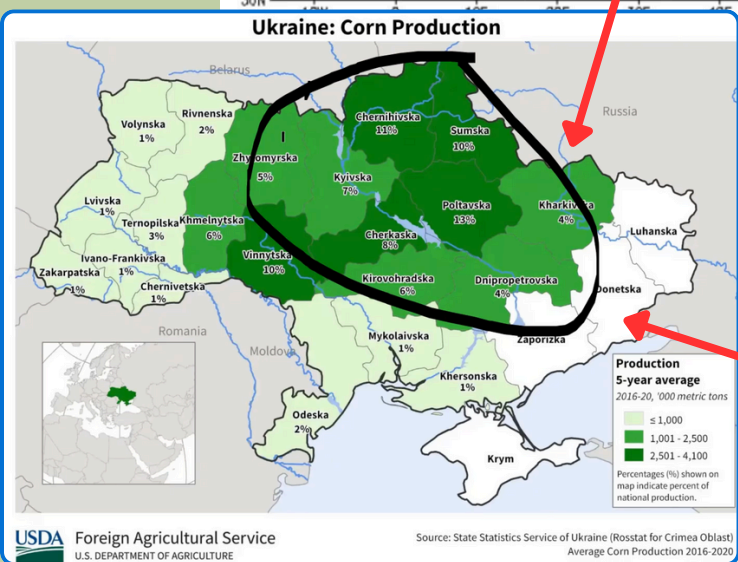 Ukraine: Corn Production
Belarus
Russia
Volynska
1%
Rivnenska
2%
Zhytomyrska
5%
Chernihivska
11%
Sumska
10%
Kyivska
7%
Lvivska
1%
Ternopilska
3%
Khmelnytska
6%
Poltavska
13%
Kharkivska
4%
Luhanska
Cherkaska
8%
Vinnytska
10%
Ivano-Frankivska
1%
Zakarpatska
1%
Chernivetska
1%
Kirovohradska
6%
Dnipropetrovska
4%
Donetska
Romania
Moldova
Mykolaivska
1%
Zaporizka
Khersonska
1%
Odeska
2%
Krym
Production
5-year average
2016-20, '000 metric tons
≤ 1,000
1,001 - 2,500
2,501 - 4,100
Percentages (%) shown on
map indicate percent of
national production.
USDA Foreign Agricultural Service
U.S. DEPARTMENT OF AGRICULTURE
Source: State Statistics Service of Ukraine (Rosstat for Crimea Oblast)
Average Corn Production 2016-2020